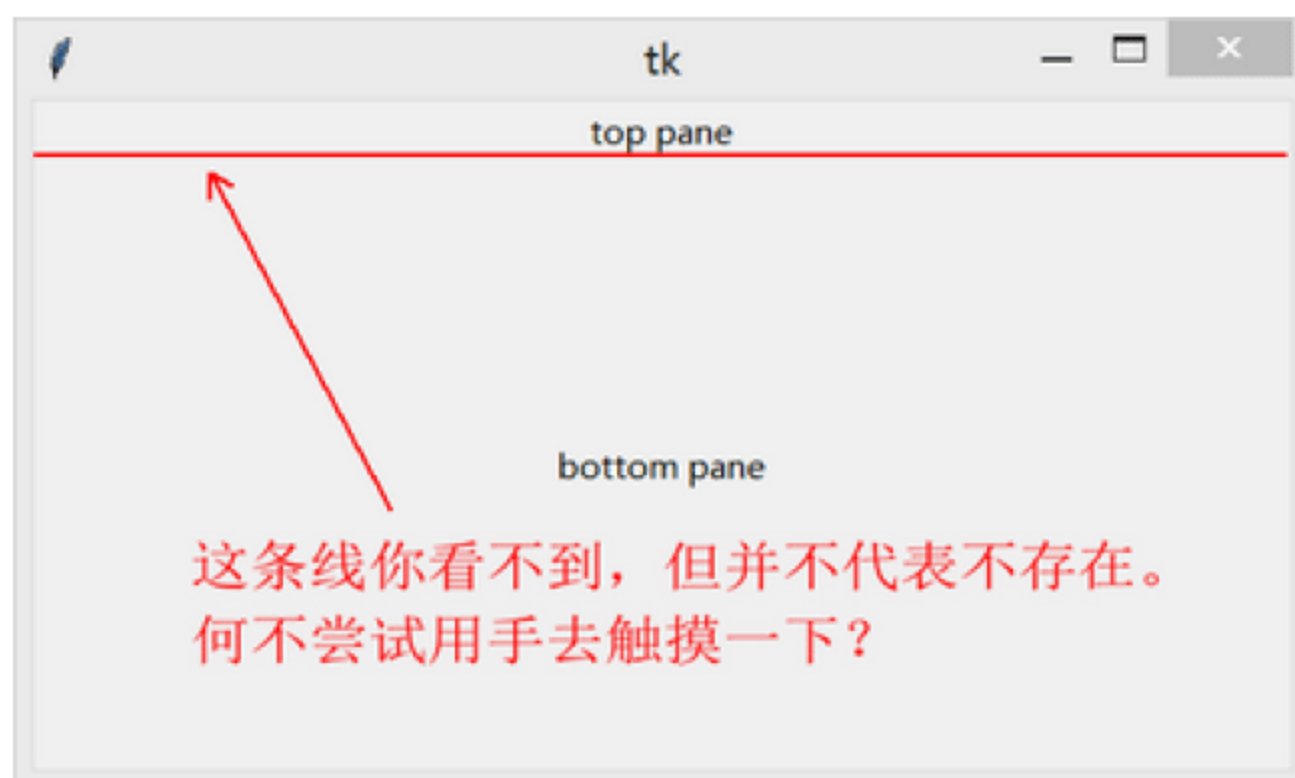 tk
top pane
bottom pane
这条线你看不到，但并不代表不存在。
何不尝试用手去触摸一下？